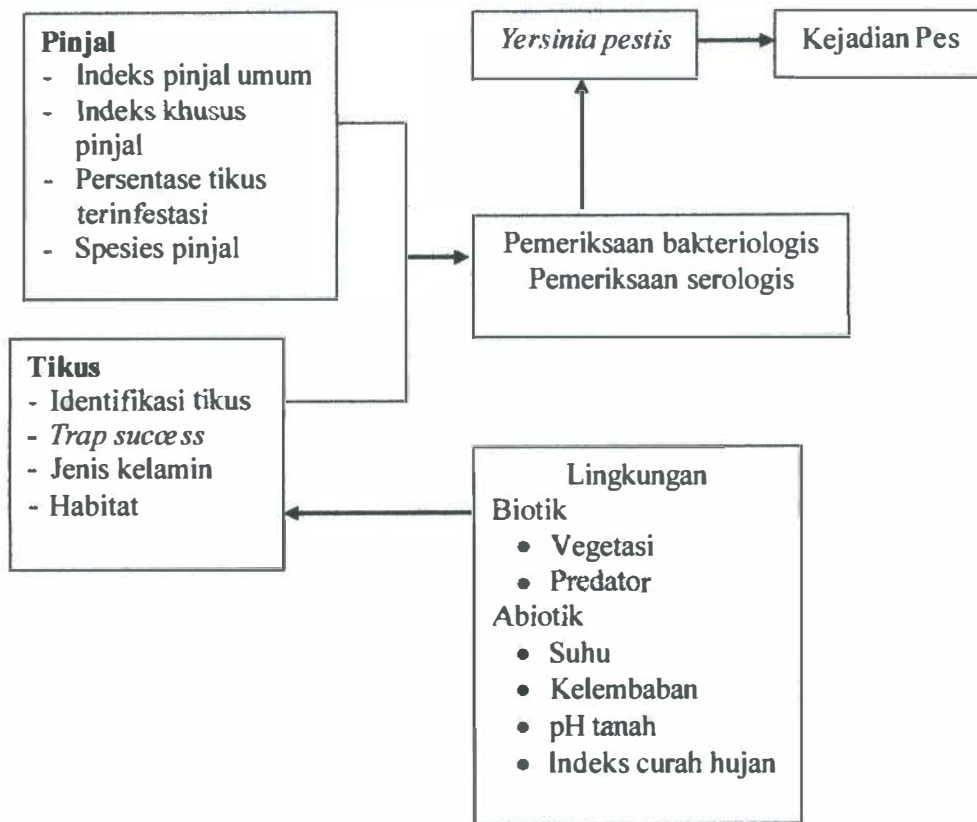 Pinjal
- Indeks pinjal umum
- Indeks khusus
pinjal
- Persentase tikus
terinfestasi
- Spesies pinjal
Yersinia pestis
Kejadian Pes
Pemeriksaan bakteriologis
Pemeriksaan serologis
Tikus
- Identifikasi tikus
- Trap success
- Jenis kelamin
- Habitat
Lingkungan
Biotik
• Vegetasi
• Predator
Abiotik
• Suhu
• Kelembaban
• pH tanah
• Indeks curah hujan